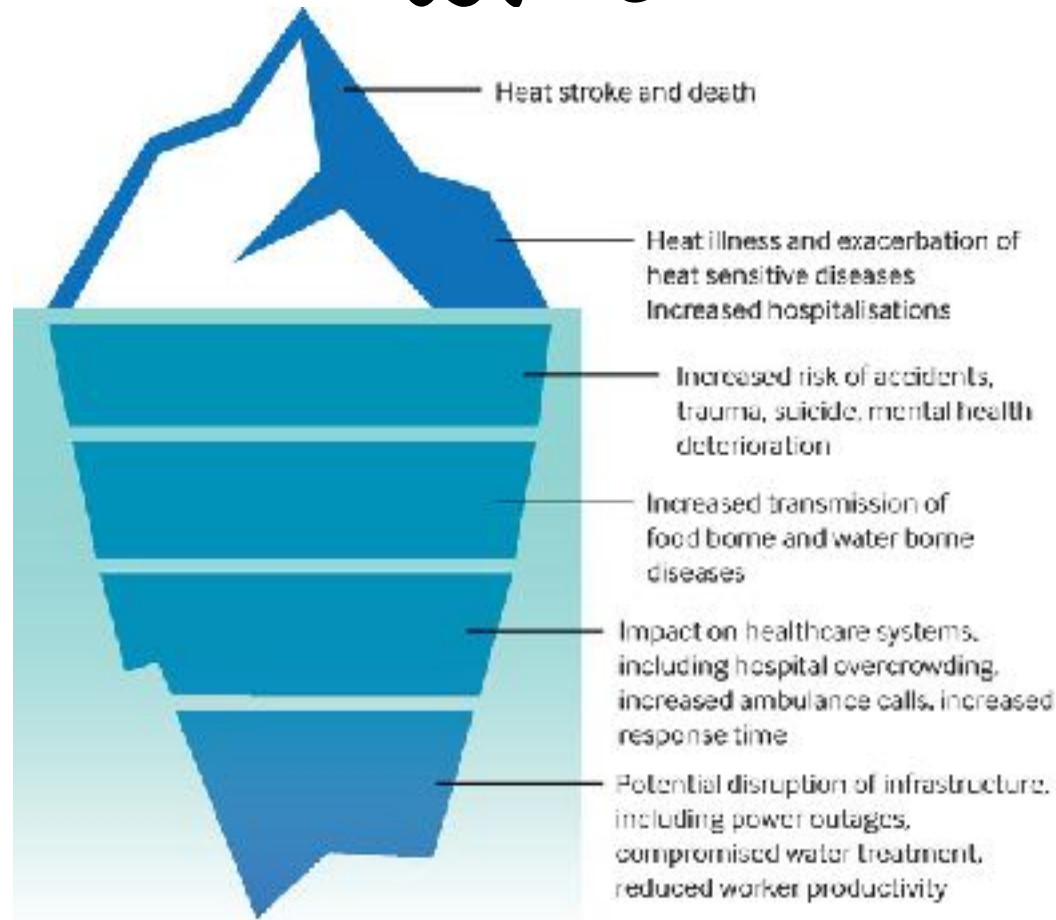 Heat stroke and death
Heat illness and exacerbation of
heat sensitive diseases
Increased hospitalisations
Increased risk of accidents,
trauma, suicide, mental health
deterioration
Increased transmission of
food borne and water borne
diseases
Impact on healthcare systems,
including hospital overcrowding,
increased ambulance calls, increased
response time
Potential disruption of infrastructure,
including power outages,
compromised water treatment,
reduced worker productivity